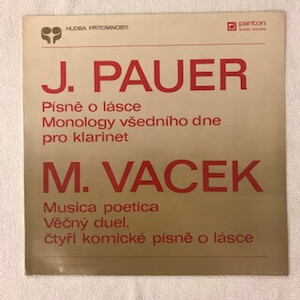 HUDBA PŘÍTOMNOSTI
panton
J. PAUER
Písně o lásce
Monology všedního dne
pro klarinet
M. VACEK
Musica poetica
Věčný duel,
čtyři komické písně o lásce